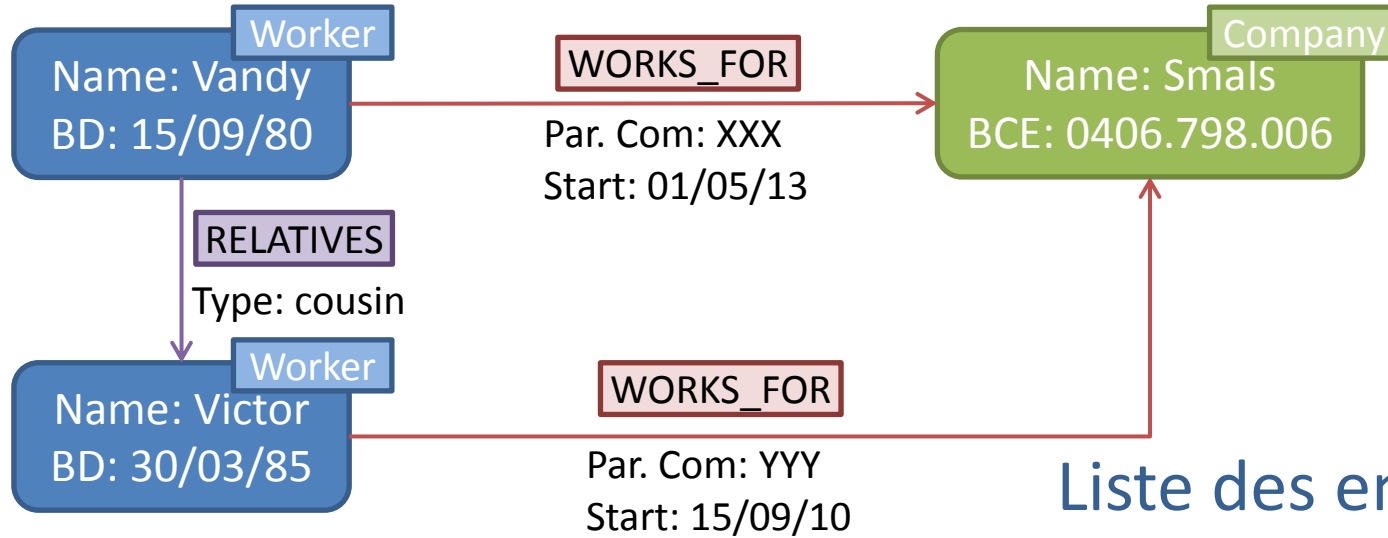 Worker
Name: Vandy
BD: 15/09/80
WORKS_FOR
Par. Com: XXX
Start: 01/05/13
Company
Name: Smals
BCE: 0406.798.006
RELATIVES
Type: cousin
Worker
Name: Victor
BD: 30/03/85
WORKS_FOR
Par. Com: YYY
Start: 15/09/10
Liste des